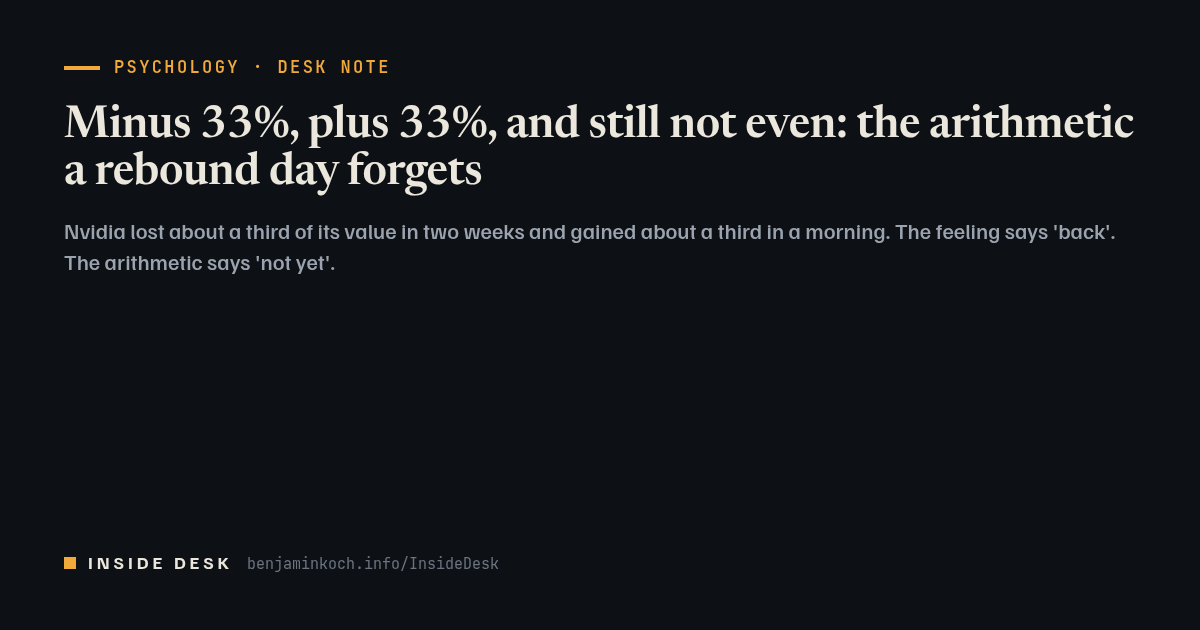 PSYCHOLOGY · DESK NOTE
Minus 33%, plus 33%, and still not even: the arithmetic
a rebound day forgets
Nvidia lost about a third of its value in two weeks and gained about a third in a morning. The feeling says 'back'.
The arithmetic says 'not yet'.
INSIDE DESK benjaminkoch.info/InsideDesk